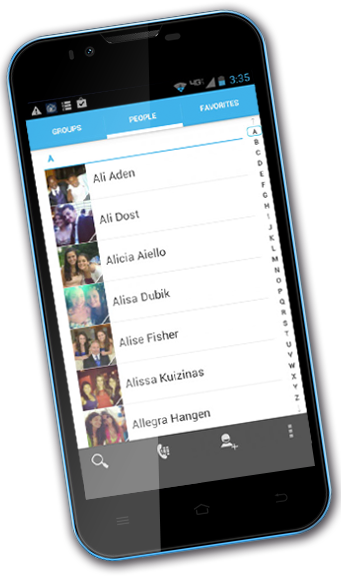 4G 3:35
GROUPS PEOPLE FAVORITES
A
Ali Aden
Ali Dost
Alicia Aiello
Alisa Dubik
Alise Fisher
Alissa Kuizinas
Allegra Hangen
A
B
C
D
E
F
G
H
I
J
K
L
M
N
O
P
Q
R
S
T
U
V
W
X
Y
Z